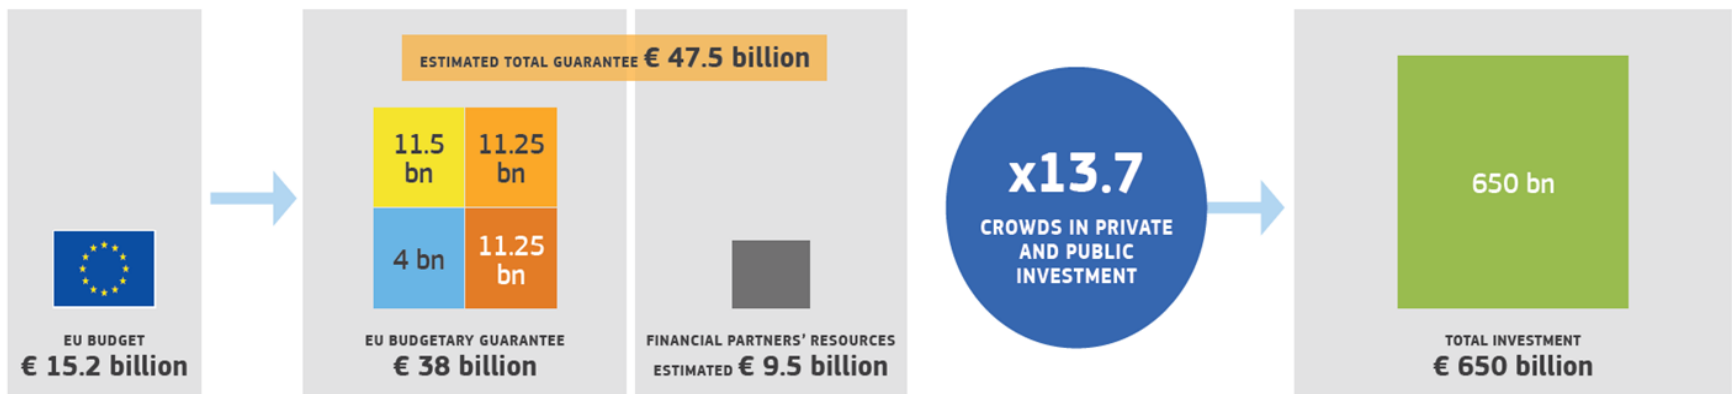 ESTIMATED TOTAL GUARANTEE € 47.5 billion
11.5
bn
11.25
bn
4 bn
11.25
bn
x13.7
CROWDS IN PRIVATE
AND PUBLIC
INVESTMENT
650 bn
EU BUDGET
€ 15.2 billion
EU BUDGETARY GUARANTEE
€ 38 billion
FINANCIAL PARTNERS’ RESOURCES
ESTIMATED € 9.5 billion
TOTAL INVESTMENT
€ 650 billion